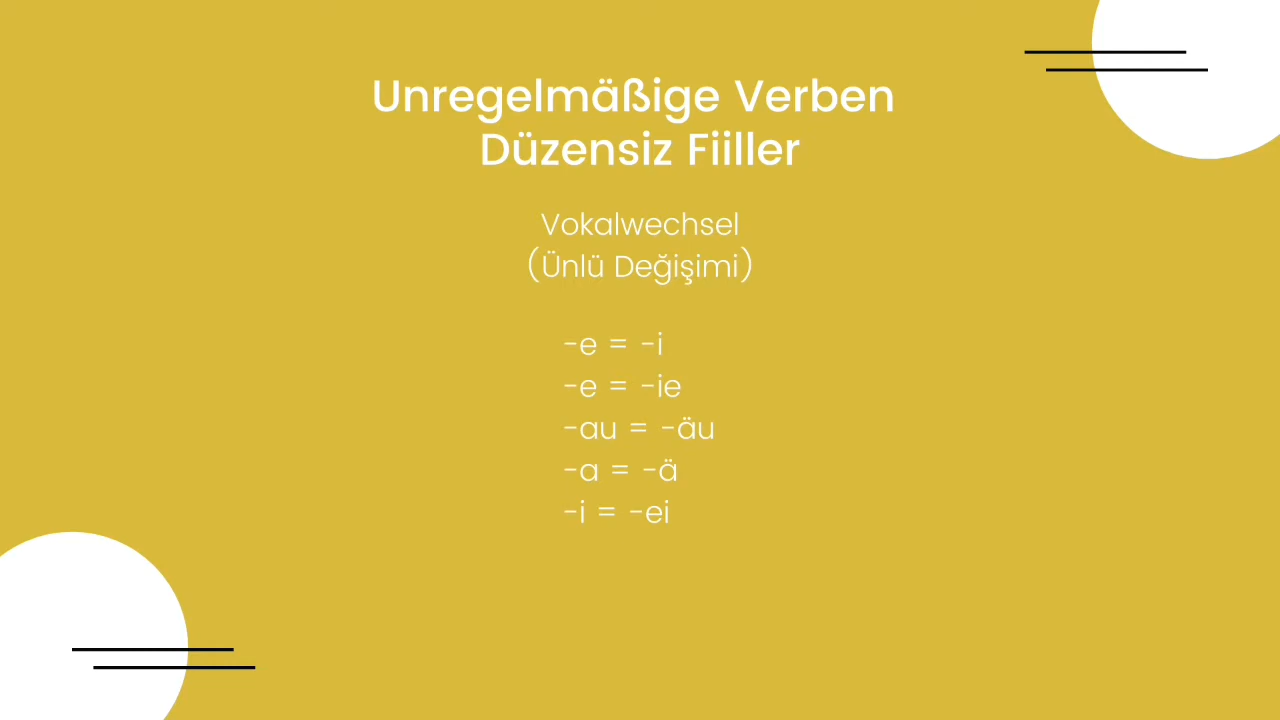 Unregelmäßige Verben
Düzensiz Fiiller
Vokalwechsel
(Ünlü Değişimi)
-e = -i
-e = -ie
-au = -äu
-a = -ä
-i = -ei